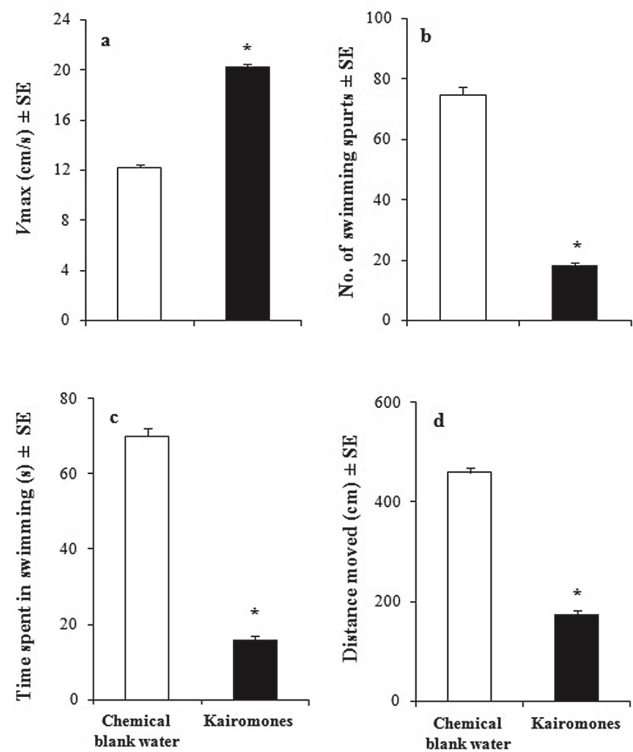 a
Vmax (cm/s) ± SE
24
20
16
12
8
4
0
*
b
No. of swimming spurts ± SE
100
80
60
40
20
0
*
c
Time spent in swimming (s) ± SE
80
60
40
20
0
*
Chemical
blank water
Kairomones
d
Distance moved (cm) ± SE
600
400
200
0
*
Chemical
blank water
Kairomones